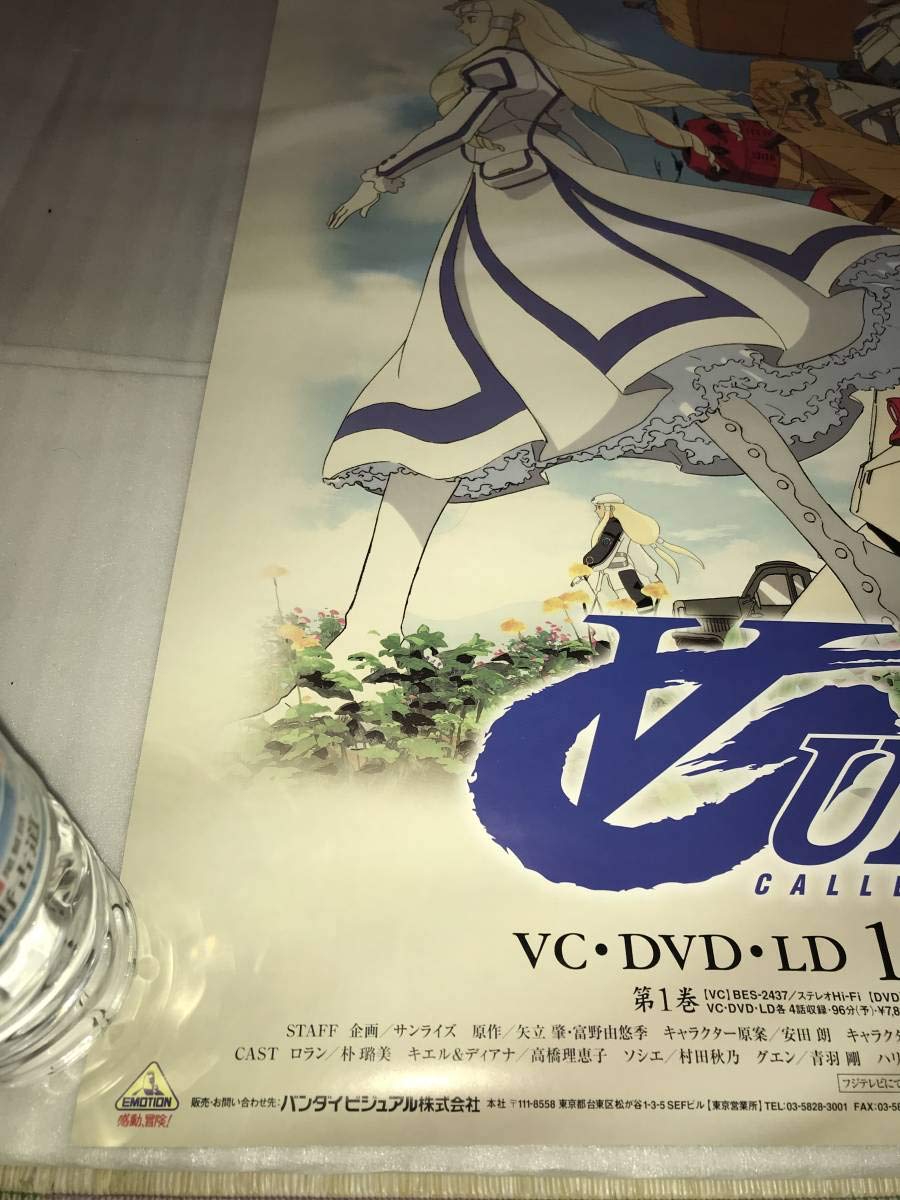 CALLE
VC・DVD・LD 1
第1巻 【VC】BES-2437/ステレオHi-Fi 【DVD】
VC・DVD・LD各 4話収録・96分(予)・¥7,8
STAFF 企画/サンライズ 原作/矢立 肇・富野由悠季 キャラクター原案/安田 朗 キャラクタ
CAST ロラン/朴 璐美 キエル&ディアナ/高橋理恵子 ソシエ/村田秋乃 グエン/青羽 剛 ハリ
フジテレビにて
EMOTION
感動、冒険!
販売・お問い合わせ先:バンダイビジュアル株式会社 本社 〒111-8558 東京都台東区松が谷1-3-5 SEFビル【東京営業所】TEL:03-5828-3001 FAX:03-58